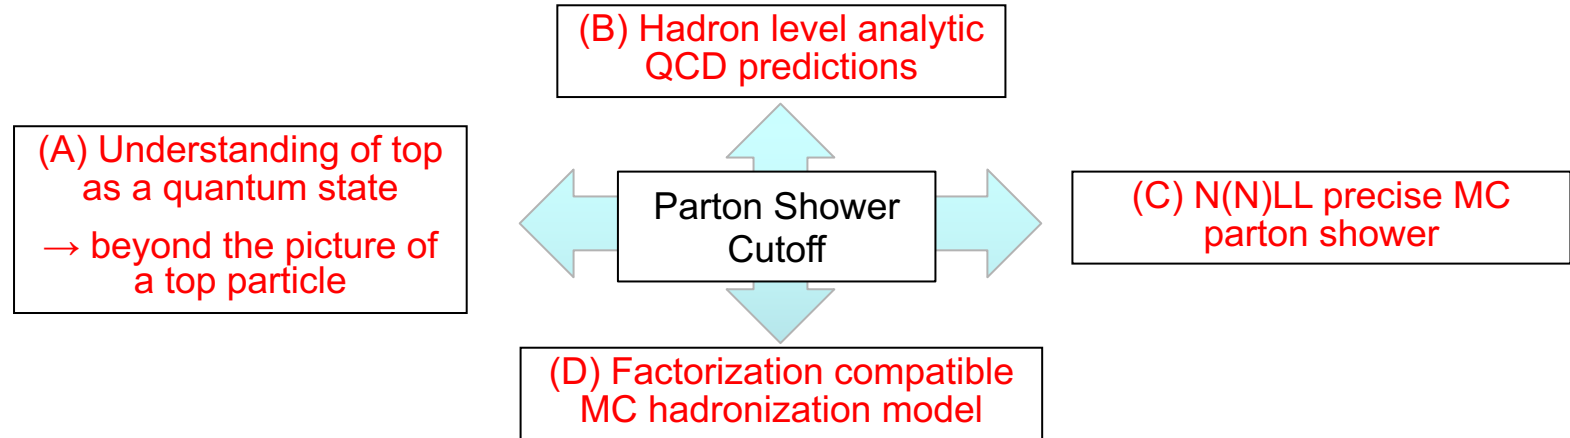 (B) Hadron level analytic
QCD predictions
(A) Understanding of top
as a quantum state
→ beyond the picture of
a top particle
Parton Shower
Cutoff
(C) N(N)LL precise MC
parton shower
(D) Factorization compatible
MC hadronization model